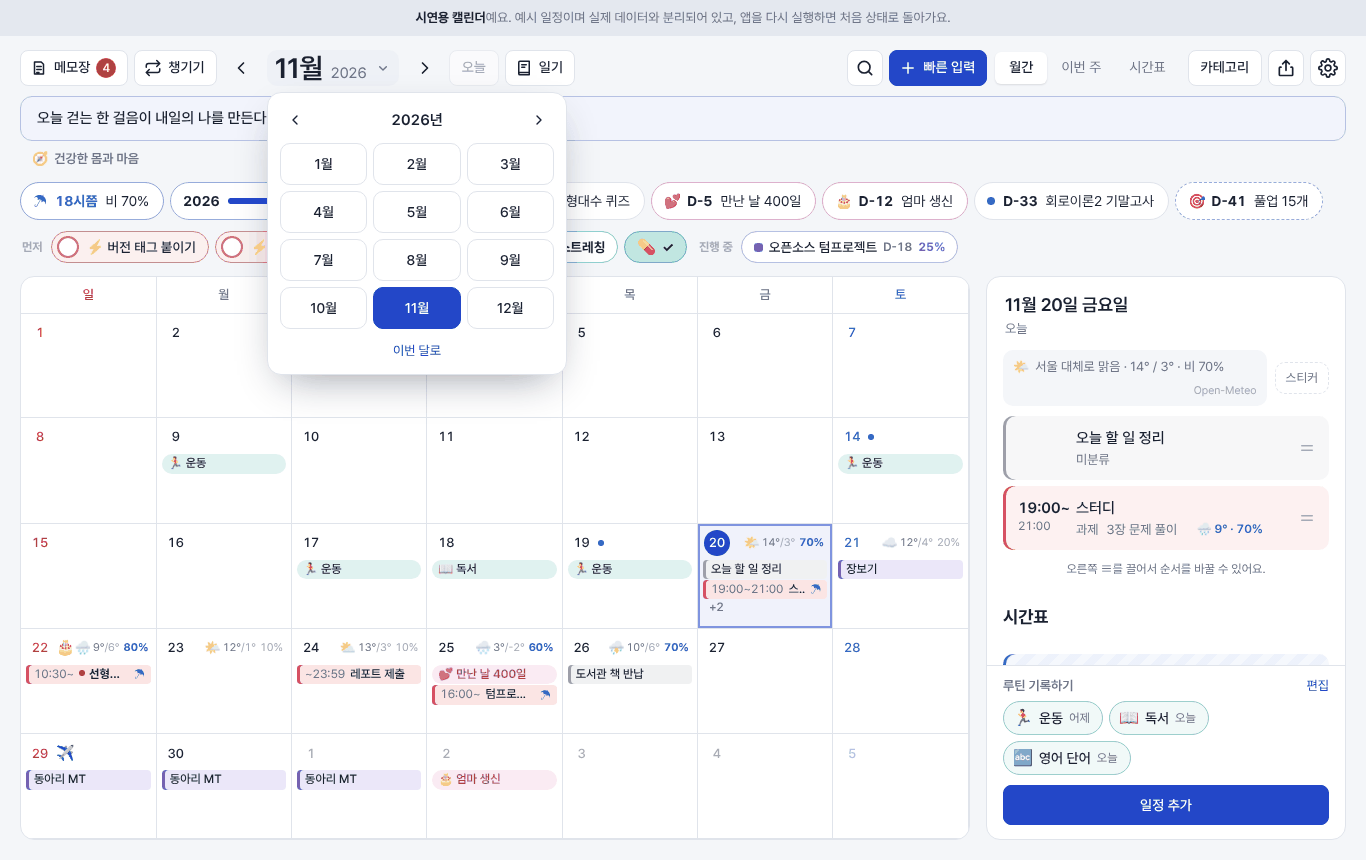 시연용 캘린더예요. 예시 일정이며 실제 데이터와 분리되어 있고, 앱을 다시 실행하면 처음 상태로 돌아가요.
메모장 4 챙기기 11월 2026 오늘 일기 빠른 입력 월간 이번 주 시간표 카테고리
오늘 걷는 한 걸음이 내일의 나를 만든다
건강한 몸과 마음
2026년
1월 2월 3월
4월 5월 6월
7월 8월 9월
10월 11월 12월
이번 달로
18시쯤 비 70% 2026 형대수 퀴즈 D-5 만난 날 400일 D-12 엄마 생신 D-33 회로이론2 기말고사 D-41 풀업 15개
먼저 버전 태그 붙이기 스트레칭 진행 중 오픈소스 텀프로젝트 D-18 25%
일 월 목 금 토
1 2 5 6 7
8 9 10 11 12 13 14
운동 운동
15 16 17 18 19 20 14°/3° 70% 21 12°/4° 20%
운동 독서 운동 오늘 할 일 정리 장보기
19:00~21:00 스..
+2
22 9°/6° 80% 23 12°/1° 10% 24 13°/3° 10% 25 3°/-2° 60% 26 10°/6° 70% 27 28
10:30~ 선형... ~23:59 레포트 제출 만난 날 400일 도서관 책 반납
16:00~ 텀프로...
29 30 1 2 3 4 5
동아리 MT 동아리 MT 동아리 MT 엄마 생신
11월 20일 금요일
오늘
서울 대체로 맑음 · 14° / 3° · 비 70%
Open-Meteo
스티커
오늘 할 일 정리
미분류
19:00~ 스터디
21:00 과제 3장 문제 풀이 9° · 70%
오른쪽 ≡를 끌어서 순서를 바꿀 수 있어요.
시간표
루틴 기록하기 편집
운동 어제 독서 오늘
abc 영어 단어 오늘
일정 추가